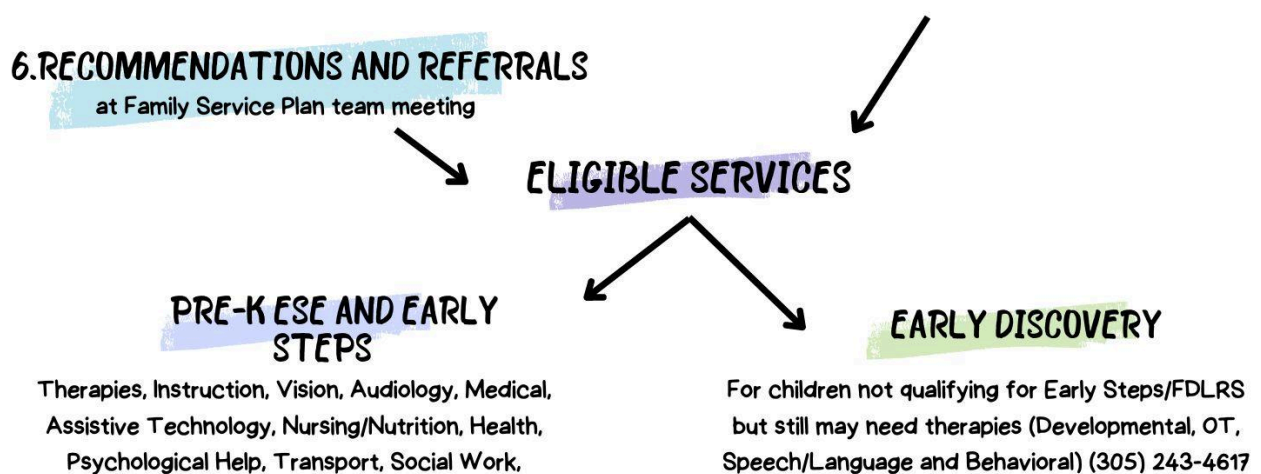 6.RECOMMENDATIONS AND REFERRALS
at Family Service Plan team meeting
ELIGIBLE SERVICES
PRE-K ESE AND EARLY
STEPS
Therapies, Instruction, Vision, Audiology, Medical,
Assistive Technology, Nursing/Nutrition, Health,
Psychological Help, Transport, Social Work,
EARLY DISCOVERY
For children not qualifying for Early Steps/FDLRS
but still may need therapies (Developmental, OT,
Speech/Language and Behavioral) (305) 243-4617